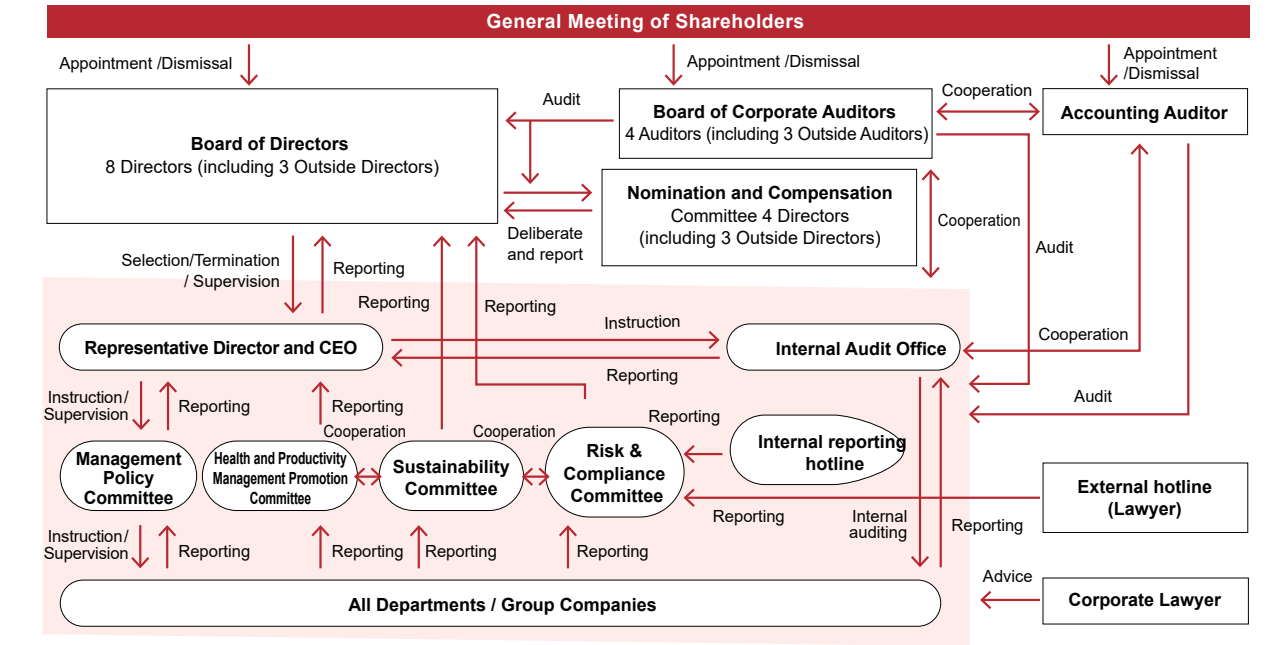 General Meeting of Shareholders
Appointment /Dismissal
Appointment /Dismissal
Appointment
/Dismissal
Board of Directors
8 Directors (including 3 Outside Directors)
Audit
Board of Corporate Auditors
4 Auditors (including 3 Outside Auditors)
Cooperation
Accounting Auditor
Nomination and Compensation
Committee 4 Directors
(including 3 Outside Directors)
Deliberate
and report
Cooperation
Audit
Selection/Termination
/ Supervision
Reporting
Reporting
Reporting
Representative Director and CEO
Instruction
Reporting
Internal Audit Office
Cooperation
Audit
Instruction/
Supervision
Reporting
Reporting
Cooperation
Cooperation
Reporting
Management
Policy
Committee
Health and Productivity
Management Promotion
Committee
Sustainability
Committee
Risk &
Compliance
Committee
Internal reporting
hotline
External hotline
(Lawyer)
Reporting
Internal
auditing
Reporting
Instruction/
Supervision
Reporting
Reporting
Reporting
Reporting
All Departments / Group Companies
Advice
Corporate Lawyer